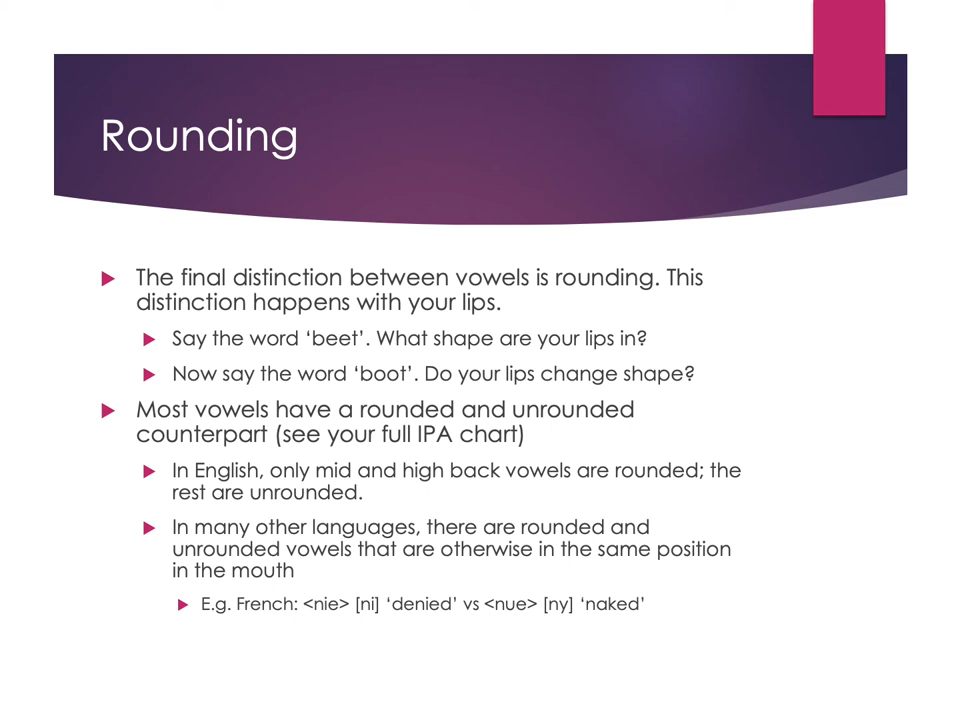 Rounding
The final distinction between vowels is rounding. This
distinction happens with your lips.
Say the word ‘beet’. What shape are your lips in?
Now say the word ‘boot’. Do your lips change shape?
Most vowels have a rounded and unrounded
counterpart (see your full IPA chart)
In English, only mid and high back vowels are rounded; the
rest are unrounded.
In many other languages, there are rounded and
unrounded vowels that are otherwise in the same position
in the mouth
E.g. French: <nie> [ni] ‘denied’ vs <nue> [ny] ‘naked’